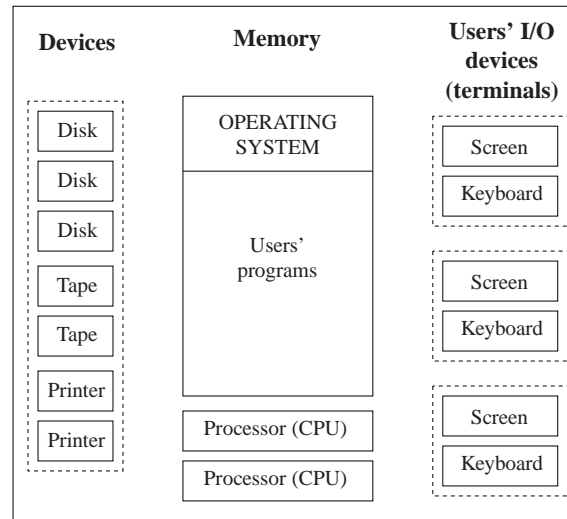 Devices
Disk
Disk
Disk
Tape
Tape
Printer
Printer
Memory
OPERATING
SYSTEM
Users'
programs
Processor (CPU)
Processor (CPU)
Users' I/O
devices
(terminals)
Screen
Keyboard
Screen
Keyboard
Screen
Keyboard